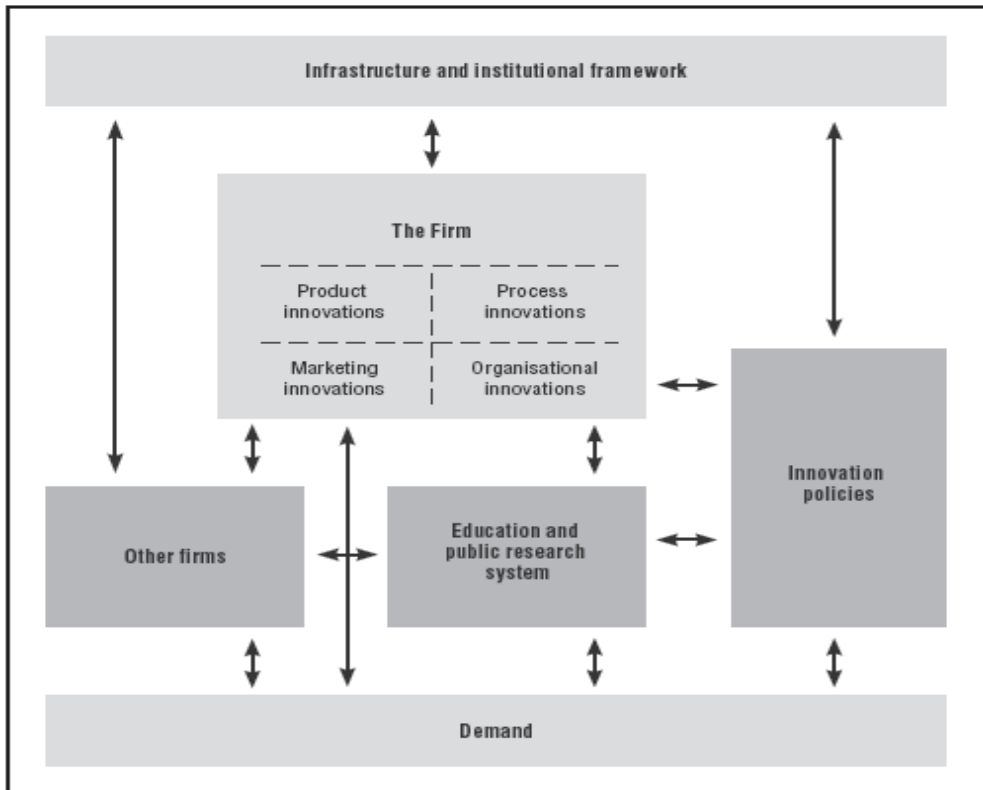 Infrastructure and institutional framework
The Firm
Product
innovations
Process
innovations
Marketing
innovations
Organisational
innovations
Innovation
policies
Other firms
Education and
public research
system
Demand